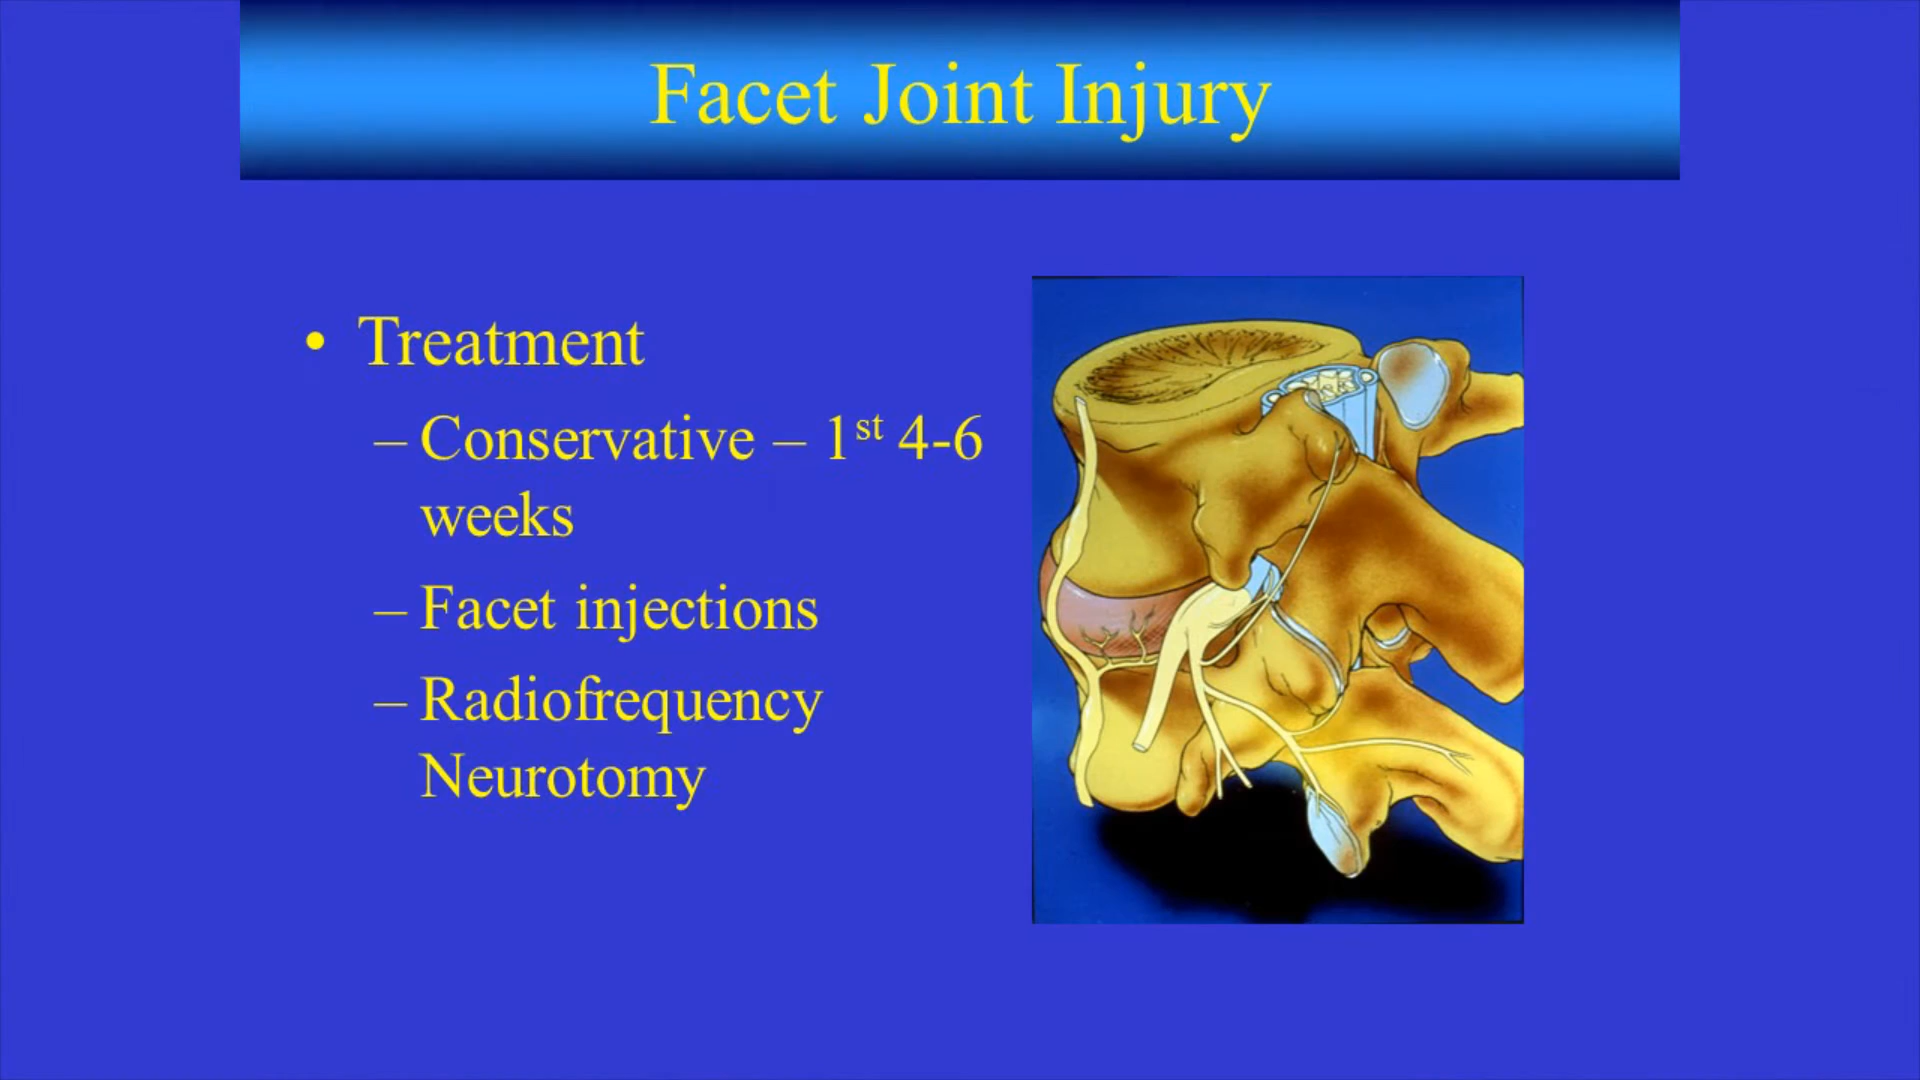 Facet Joint Injury
• Treatment
– Conservative – 1st 4-6
weeks
– Facet injections
– Radiofrequency
Neurotomy